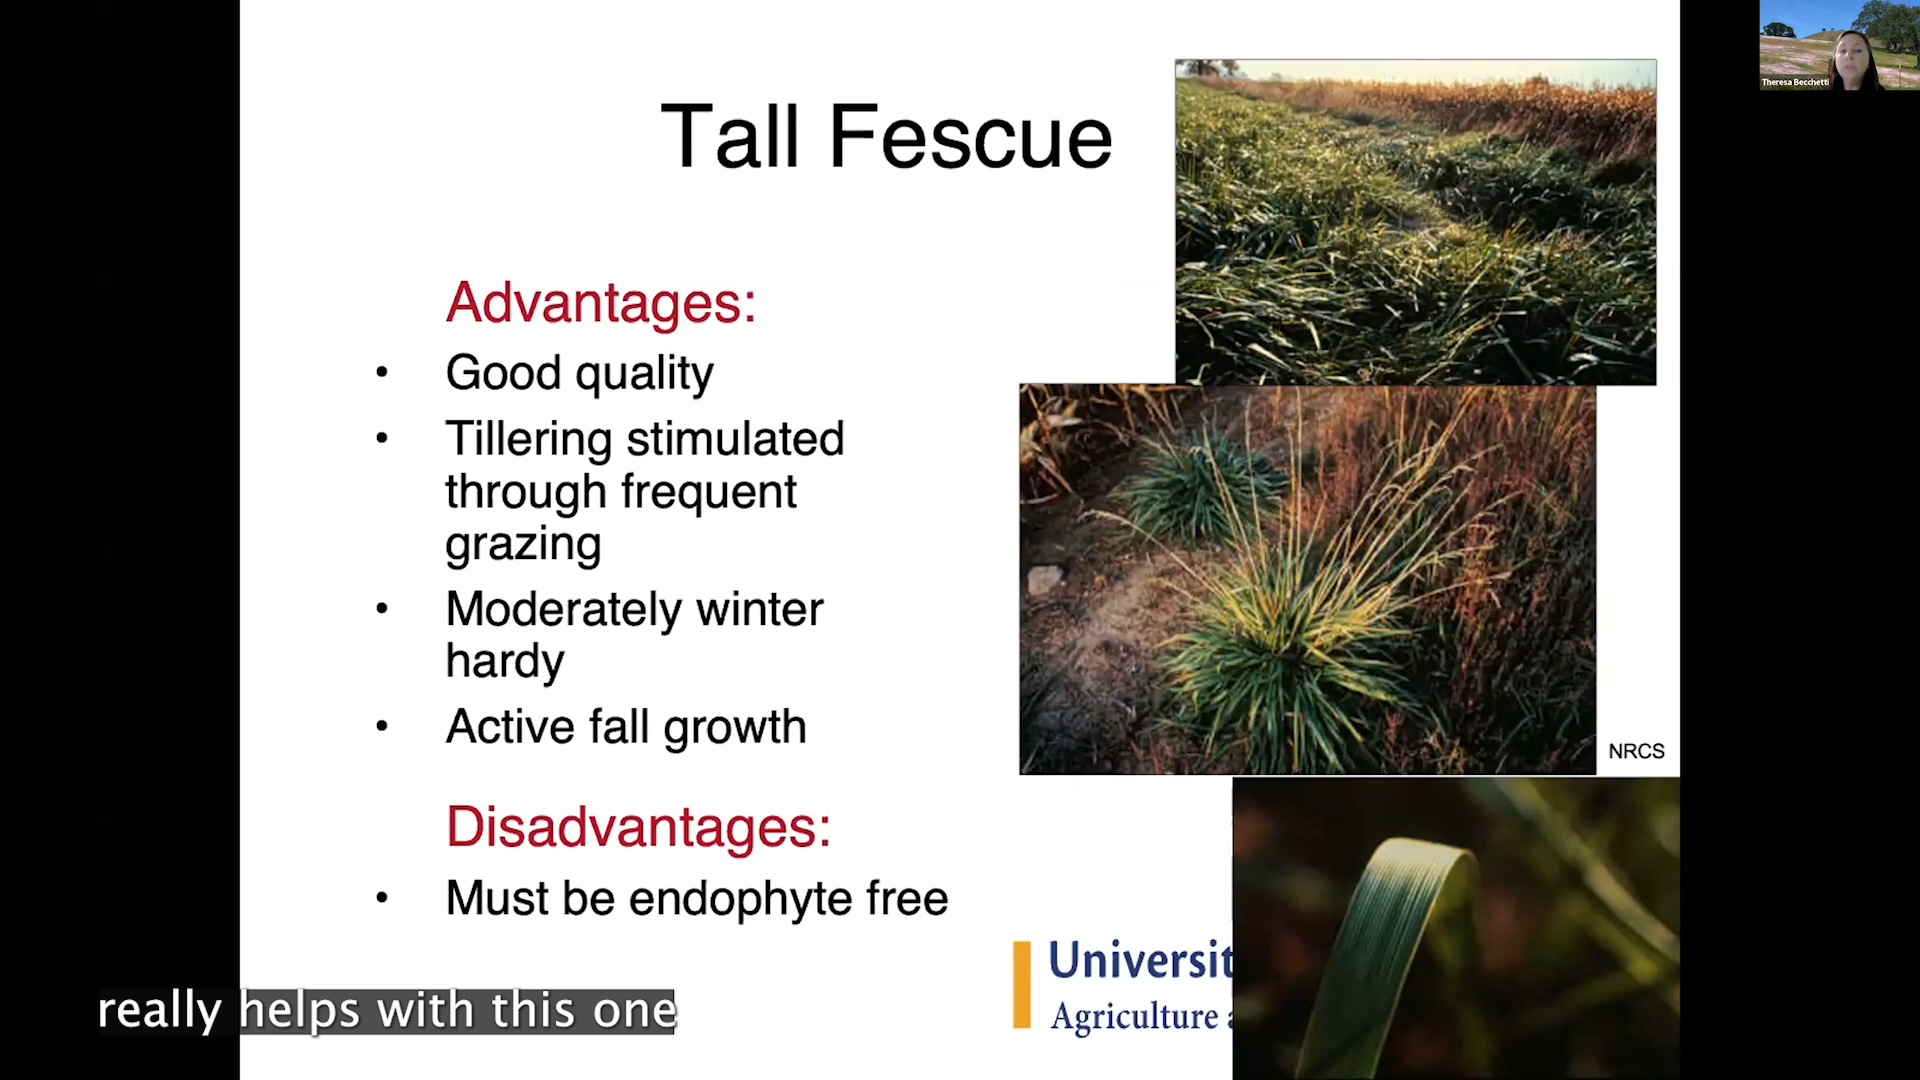 Theresa Becchetti
Tall Fescue
Advantages:
• Good quality
• Tillering stimulated
through frequent
grazing
• Moderately winter
hardy
• Active fall growth
NRCS
Disadvantages:
• Must be endophyte free
Universit
Agriculture
really helps with this one